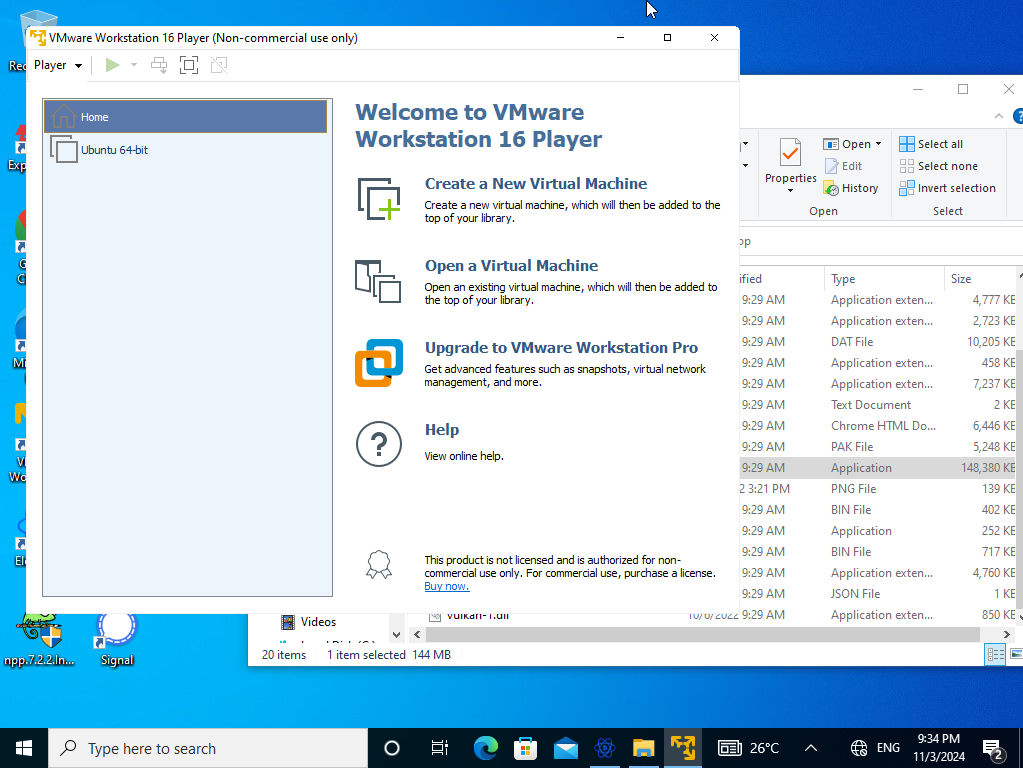 VMware Workstation 16 Player (Non-commercial use only)
Player
Home
Ubuntu 64-bit
Welcome to VMware
Workstation 16 Player
Create a New Virtual Machine
Create a new virtual machine, which will then be added to the
top of your library.
Open a Virtual Machine
Open an existing virtual machine, which will then be added to
the top of your library.
Upgrade to VMware Workstation Pro
Get advanced features such as snapshots, virtual network
management, and more.
Help
View online help.
This product is not licensed and is authorized for non-
commercial use only. For commercial use, purchase a license.
Buy now.
Properties
Open
Edit
History
Open
Select all
Select none
Invert selection
Select
Type Size
9:29 AM Application exten... 4,777 KB
9:29 AM Application exten... 2,723 KB
9:29 AM DAT File 10,205 KB
9:29 AM Application exten... 458 KB
9:29 AM Application exten... 7,237 KB
9:29 AM Text Document 2 KB
9:29 AM Chrome HTML Do... 6,446 KB
9:29 AM PAK File 5,248 KB
9:29 AM Application 148,380 KB
2 3:21 PM PNG File 139 KB
9:29 AM BIN File 402 KB
9:29 AM Application 252 KB
9:29 AM BIN File 717 KB
9:29 AM Application exten... 4,760 KB
9:29 AM JSON File 1 KB
vulkan-1.dll 10/6/2022 9:29 AM Application exten... 850 KB
Videos
20 items 1 item selected 144 MB
npp.7.2.2.In...
Signal
Type here to search
26°C
ENG
9:34 PM
11/3/2024
2